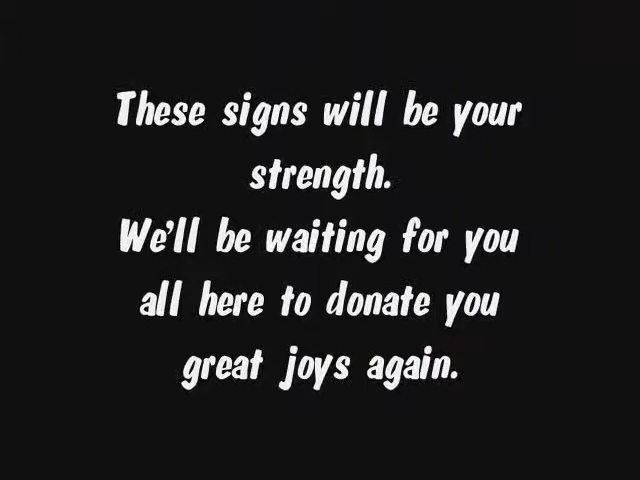 These signs will be your
strength.
We'll be waiting for you
all here to donate you
great joys again.